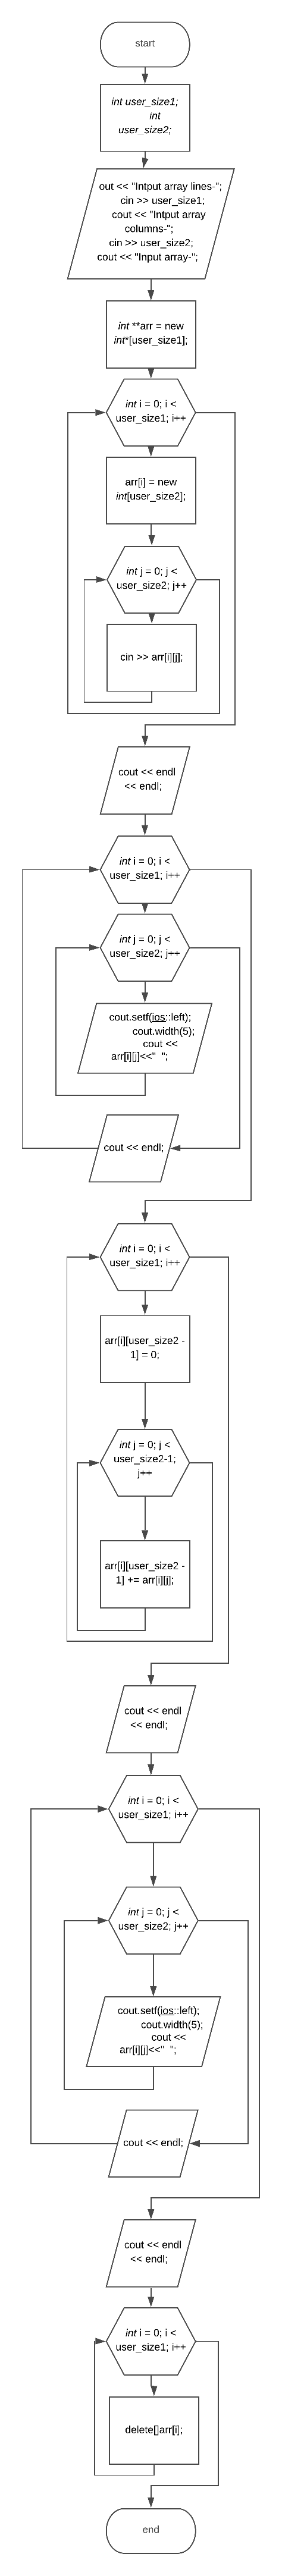 start
int user_size1;
int
user_size2;
out << "Intput array lines-";
cin >> user_size1;
cout << "Intput array
columns-";
cin >> user_size2;
cout << "Input array-";
int **arr = new
int*[user_size1];
int i = 0; i <
user_size1; i++
arr[i] = new
int[user_size2];
int j = 0; j <
user_size2; j++
cin >> arr[i][j];
cout << endl
<< endl;
int i = 0; i <
user_size1; i++
int j = 0; j <
user_size2; j++
cout.setf(ios::left);
cout.width(5);
cout <<
arr[i][j]<<"  ";
cout << endl;
int i = 0; i <
user_size1; i++
arr[i][user_size2 -
1] = 0;
int j = 0; j <
user_size2-1;
j++
arr[i][user_size2 -
1] += arr[i][j];
cout << endl
<< endl;
int i = 0; i <
user_size1; i++
int j = 0; j <
user_size2; j++
cout.setf(ios::left);
cout.width(5);
cout <<
arr[i][j]<<"  ";
cout << endl;
cout << endl
<< endl;
int i = 0; i <
user_size1; i++
delete[]arr[i];
end